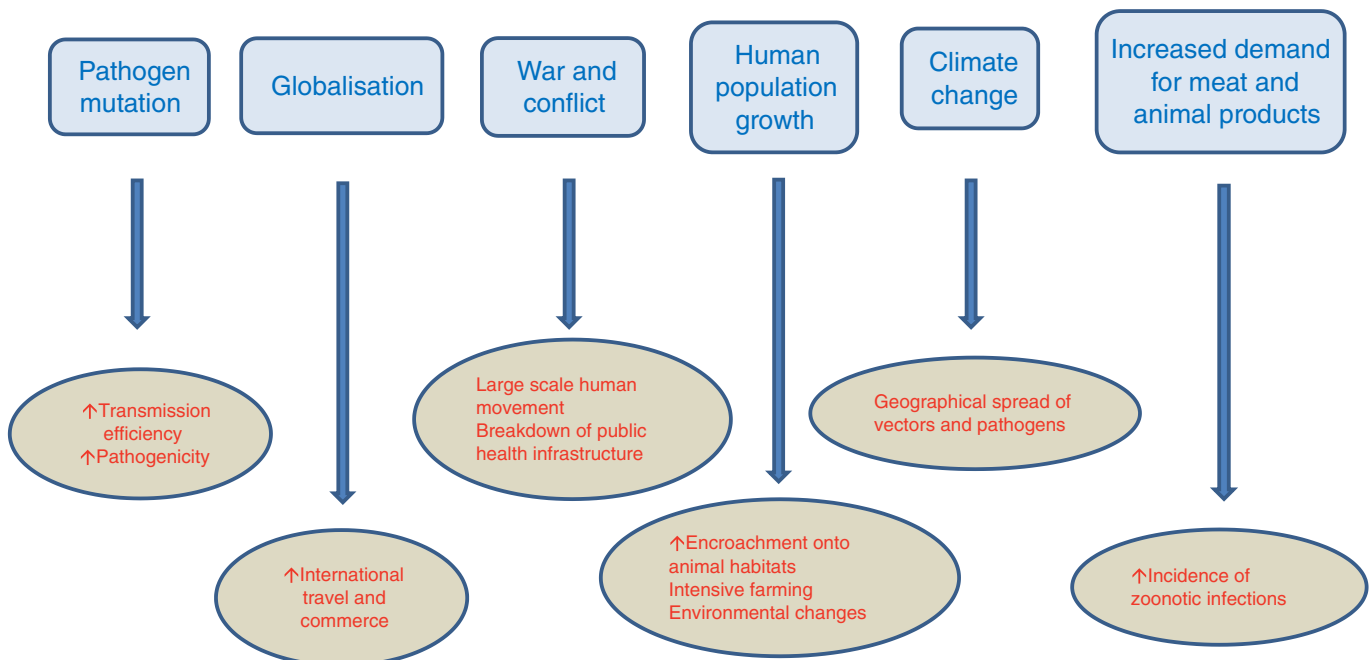 Pathogen
mutation
Globalisation
War and
conflict
Human
population
growth
Climate
change
Increased demand
for meat and
animal products
↑Transmission
efficiency
↑Pathogenicity
↑International
travel and
commerce
Large scale human
movement
Breakdown of public
health infrastructure
↑Encroachment onto
animal habitats
Intensive farming
Environmental changes
Geographical spread of
vectors and pathogens
↑Incidence of
zoonotic infections